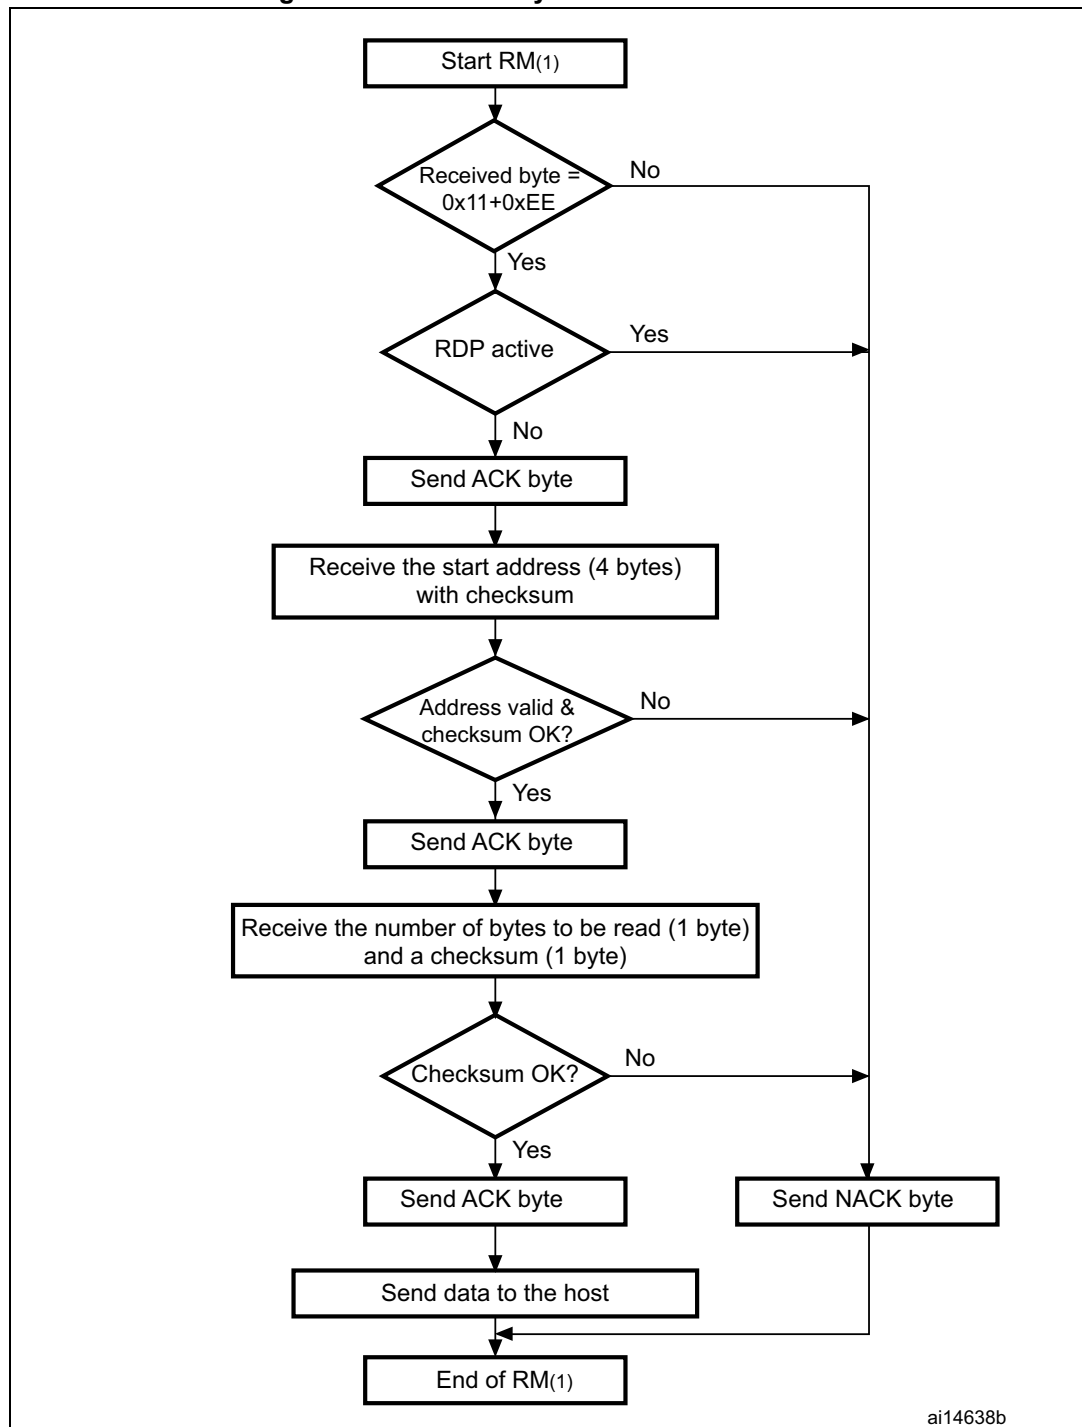 Start RM(1)
Received byte =
0x11+0xEE
No
Yes
RDP active
Yes
No
Send ACK byte
Receive the start address (4 bytes)
with checksum
Address valid &
checksum OK?
No
Yes
Send ACK byte
Receive the number of bytes to be read (1 byte)
and a checksum (1 byte)
Checksum OK?
No
Yes
Send ACK byte
Send NACK byte
Send data to the host
End of RM(1)
ai14638b